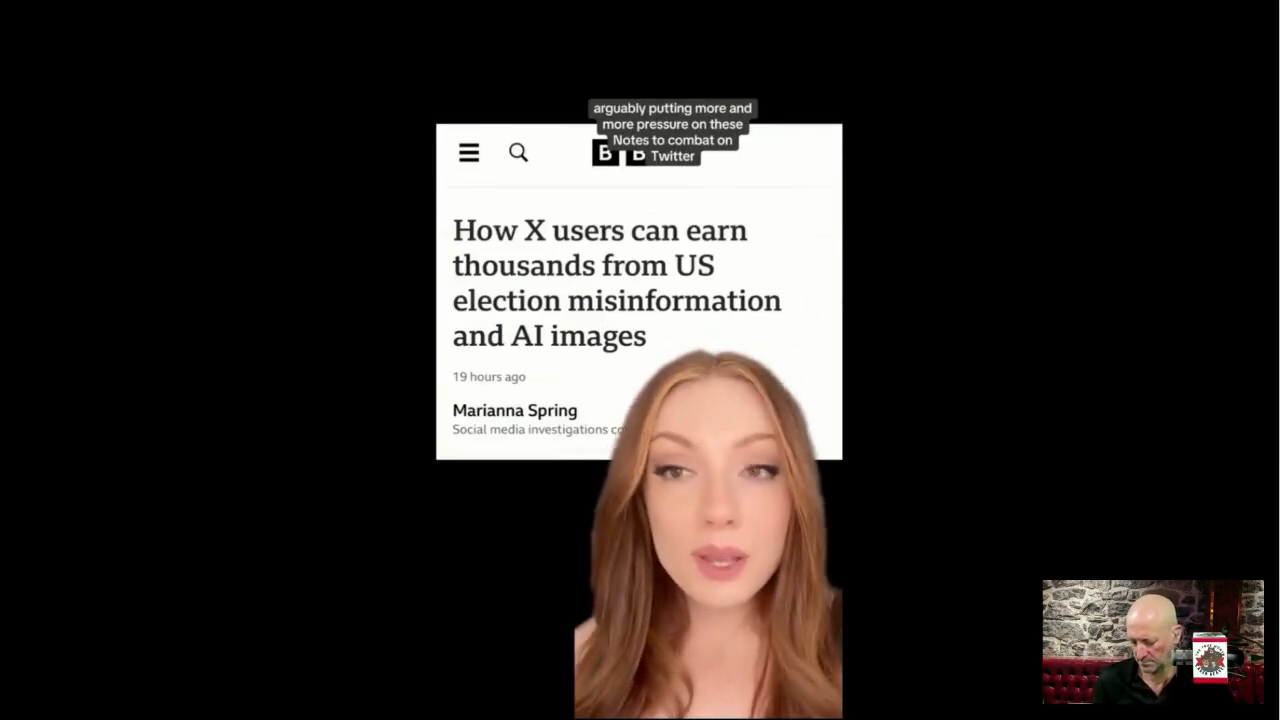 arguably putting more and
more pressure on these
Notes to combat on
Twitter
B B
How X users can earn
thousands from US
election misinformation
and AI images
19 hours ago
Marianna Spring
Social media investigations